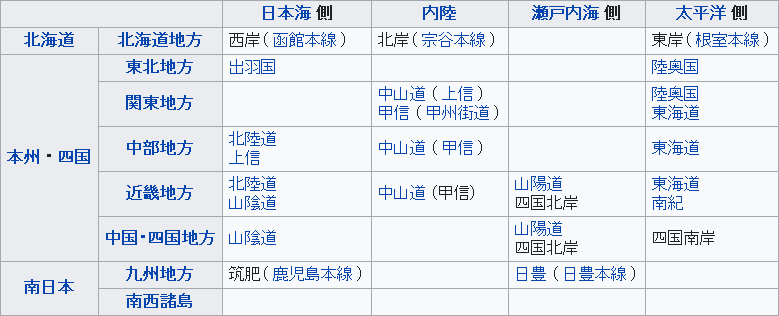 日本海 側 内陸 瀬戸内海 側 太平洋 側
北海道 北海道地方 西岸(函館本線) 北岸(宗谷本線) 東岸(根室本線)
本州・四国
東北地方 出羽国 陸奥国
関東地方 中山道(上信) 陸奥国
甲信(甲州街道) 東海道
中部地方 北陸道 中山道(甲信) 東海道
上信
近畿地方 北陸道 中山道(甲信) 山陽道 東海道
山陰道 四国北岸 南紀
中国・四国地方 山陰道 山陽道 四国南岸
四国北岸
南日本
九州地方 筑肥(鹿児島本線) 日豊(日豊本線)
南西諸島